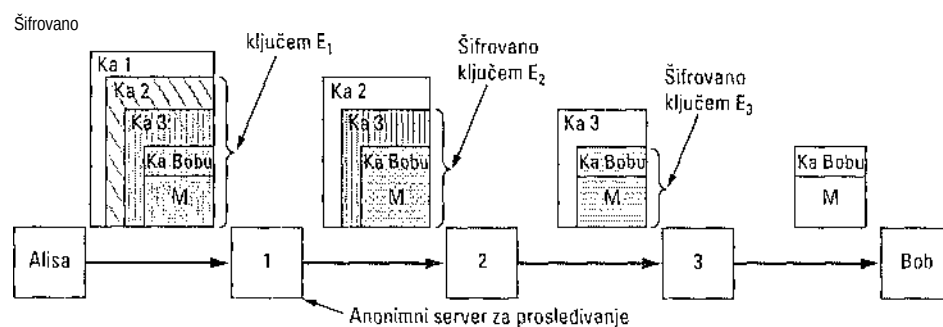 Šifrovano
ključem E1
Ka 1
Ka 2
Ka 3
Ka Bobu
M
Šifrovano
ključem E2
Ka 2
Ka 3
Ka Bobu
M
Šifrovano
ključem E3
Ka 3
Ka Bobu
M
Ka Bobu
M
Alisa
1
2
3
Bob
Anonimni server za prosleđivanje